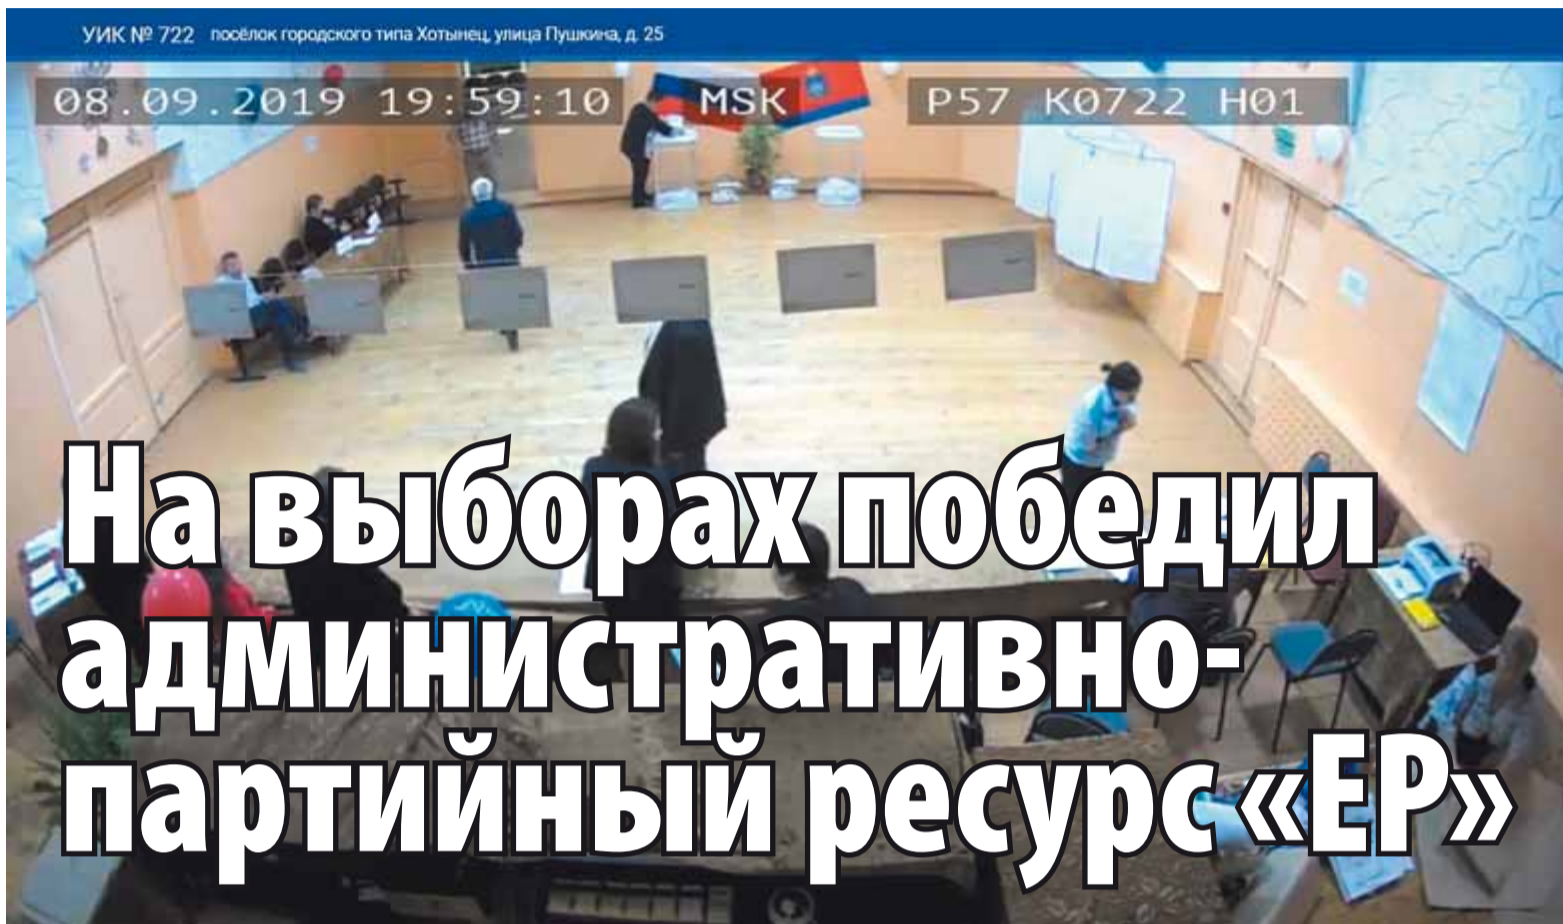 УИК № 722 посёлок городского типа Хотынец, улица Пушкина, д. 25
08.09.2019 19:59:10 MSK P57 K0722 H01
На выборах победил
административно-
партийный ресурс «ЕР»